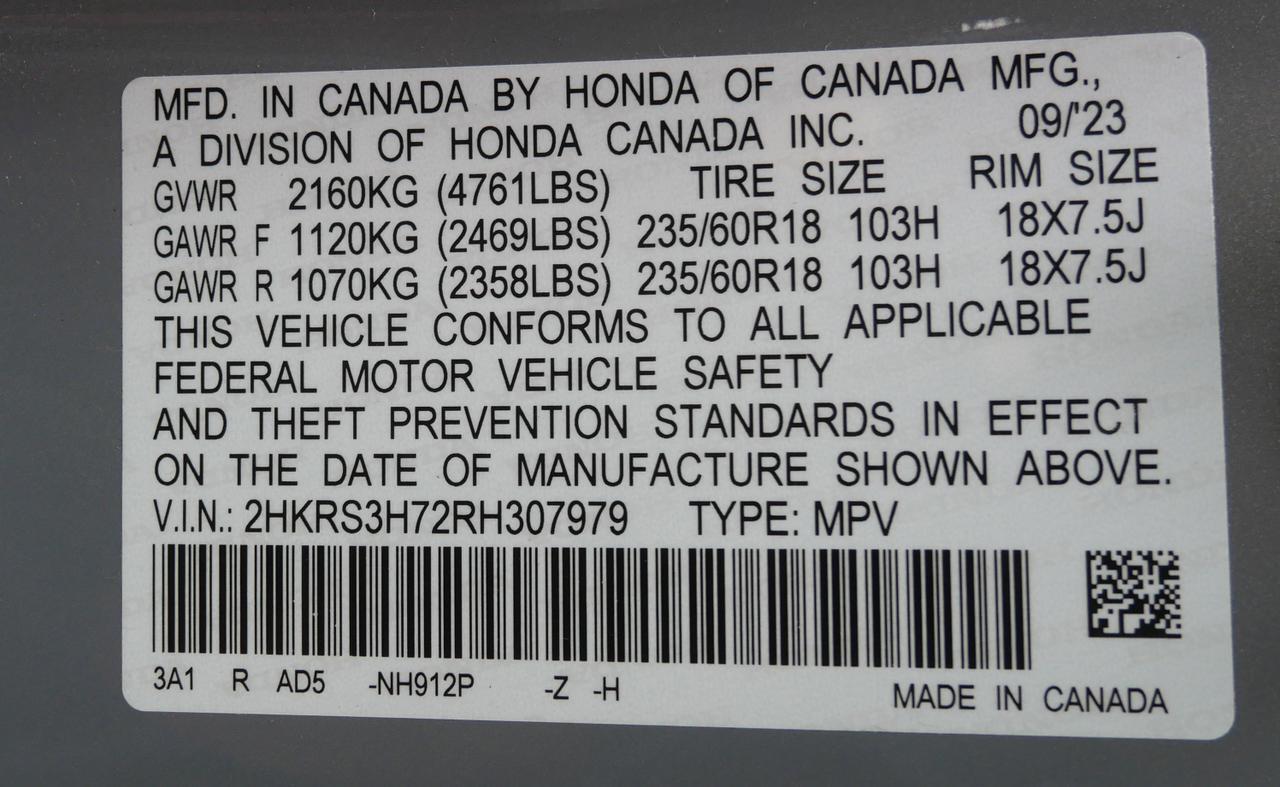 MFD. IN CANADA BY HONDA OF CANADA MFG.,
A DIVISION OF HONDA CANADA INC. 09/'23
GVWR 2160KG (4761LBS) TIRE SIZE RIM SIZE
GAWR F 1120KG (2469LBS) 235/60R18 103H 18X7.5J
GAWR R 1070KG (2358LBS) 235/60R18 103H 18X7.5J
THIS VEHICLE CONFORMS TO ALL APPLICABLE
FEDERAL MOTOR VEHICLE SAFETY
AND THEFT PREVENTION STANDARDS IN EFFECT
ON THE DATE OF MANUFACTURE SHOWN ABOVE.
V.I.N.: 2HKRS3H72RH307979 TYPE: MPV
3A1 R AD5 -NH912P -Z -H
MADE IN CANADA